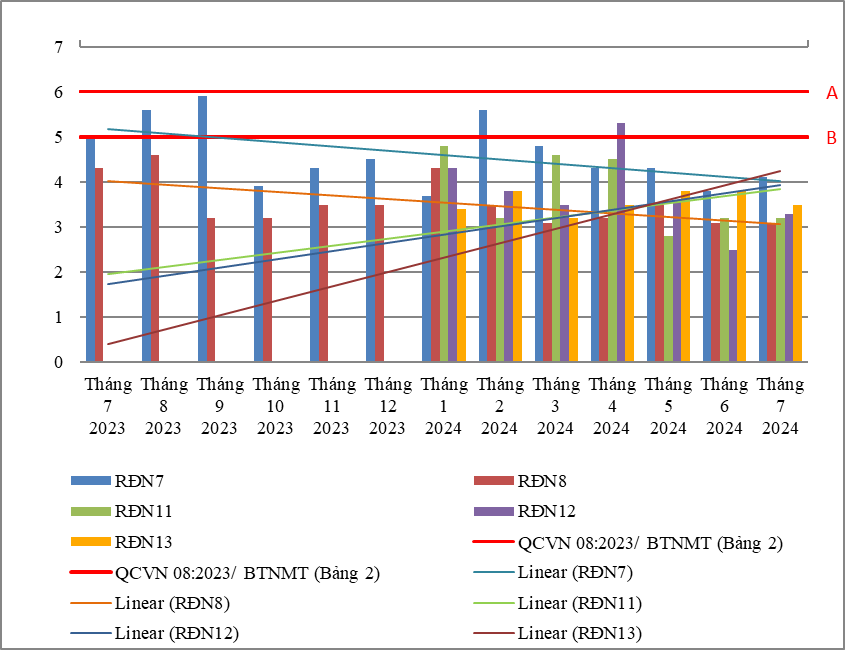 7
6
A
5
B
4
3
2
1
0
Tháng Tháng Tháng Tháng Tháng Tháng Tháng Tháng Tháng Tháng Tháng Tháng Tháng
7 8 9 10 11 12 1 2 3 4 5 6 7
2023 2023 2023 2023 2023 2023 2024 2024 2024 2024 2024 2024 2024
RĐN7 RĐN8
RĐN11 RĐN12
RĐN13 QCVN 08:2023/ BTNMT (Bảng 2)
QCVN 08:2023/ BTNMT (Bảng 2) Linear (RĐN7)
Linear (RĐN8) Linear (RĐN11)
Linear (RĐN12) Linear (RĐN13)